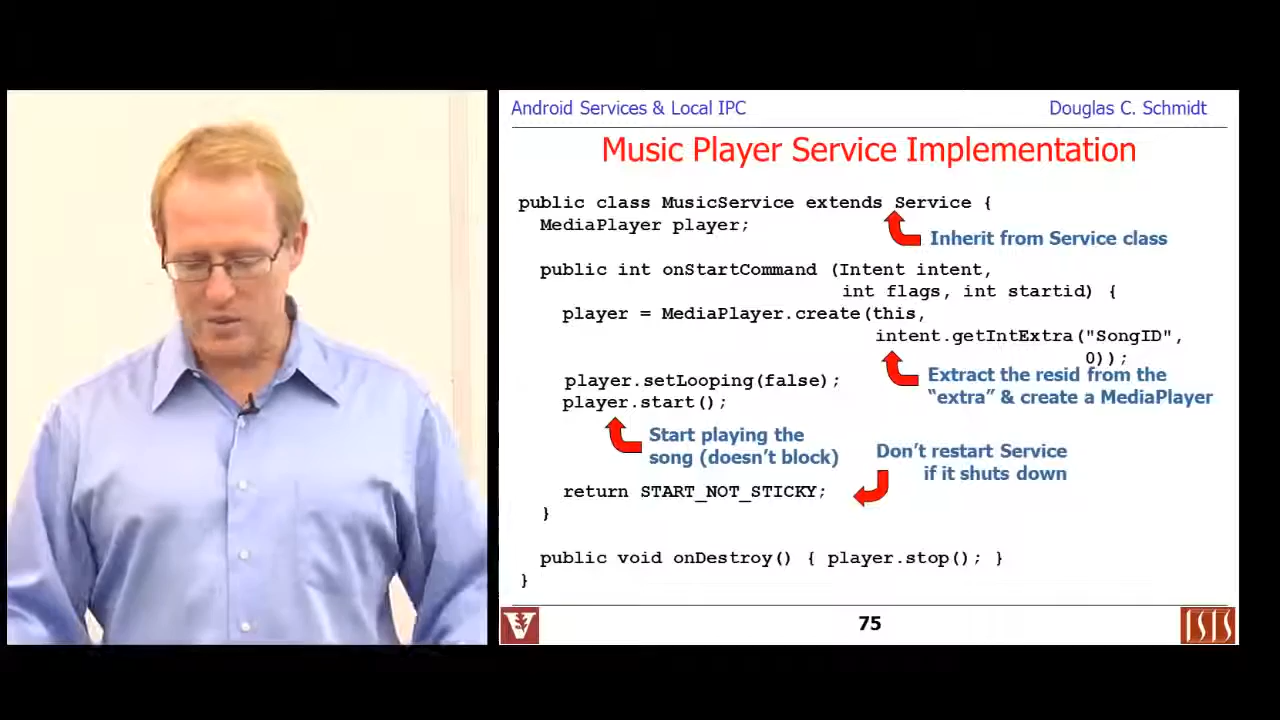 Android Services & Local IPC
Douglas C. Schmidt
Music Player Service Implementation
public class MusicService extends Service {
MediaPlayer player;
Inherit from Service class
public int onStartCommand (Intent intent,
int flags, int startid) {
player = MediaPlayer.create(this,
intent.getIntExtra("SongID",
0));
Extract the resid from the
“extra” & create a MediaPlayer
player.setLooping(false);
player.start();
Start playing the
song (doesn’t block)
Don’t restart Service
if it shuts down
return START_NOT_STICKY;
}
public void onDestroy() { player.stop(); }
}
V
75
ISIS